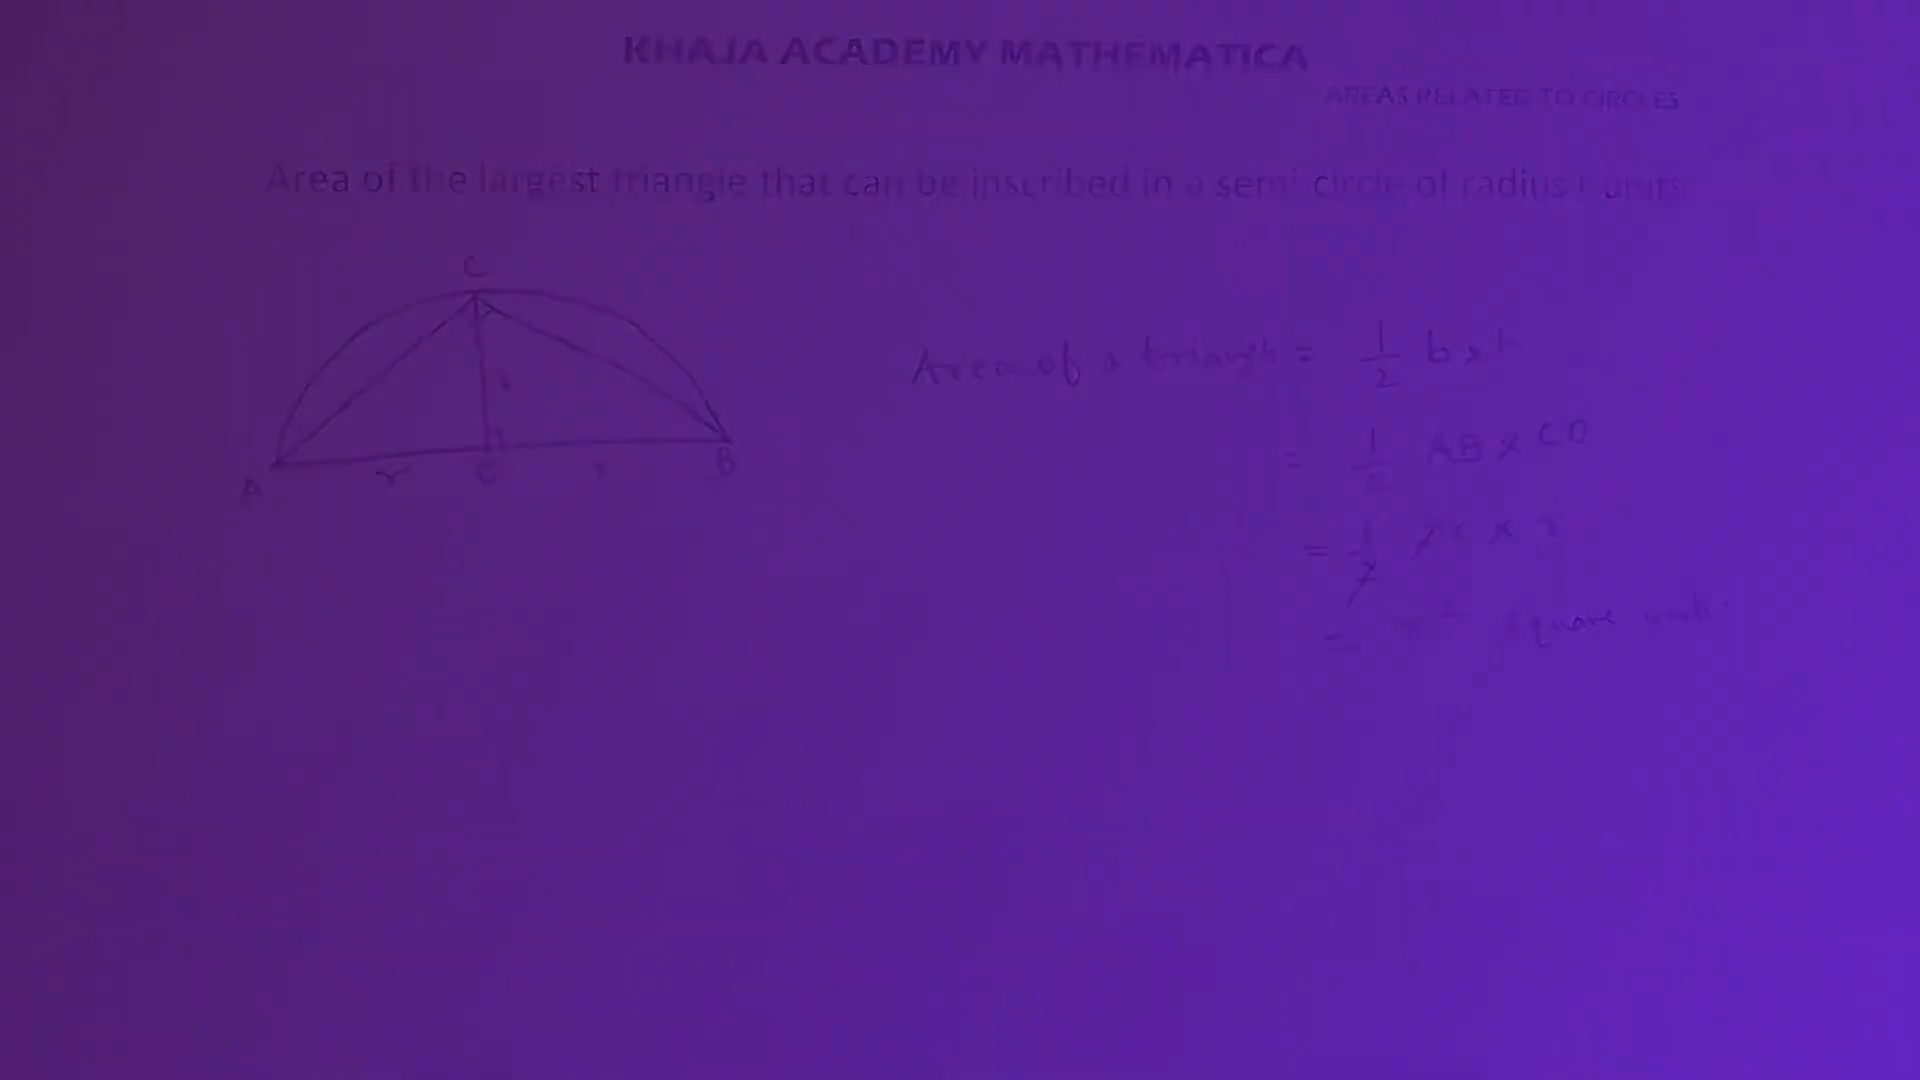 KHAJA ACADEMY MATHEMATICA
AREAS RELATED TO CIRCLES
Area of the largest triangle that can be inscribed in a semi circle of radius r units
C
A r O r B
Area of a triangle = 1/2 b x h
= 1/2 AB x CO
= 1/2 2r x r
= r² square units